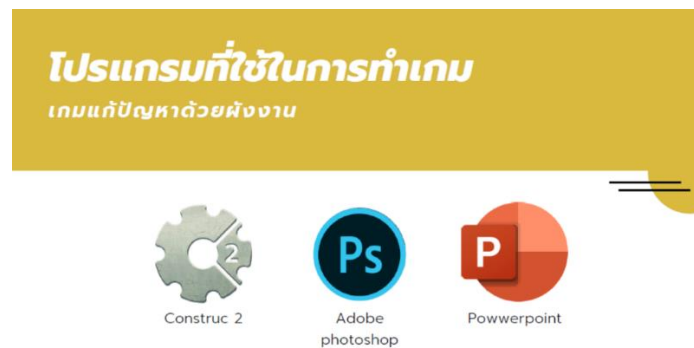 โปรแกรมที่ใช้ในการทำเกม
เกมแก้ปัญหาด้วยผังงาน
2
Ps
P
Construc 2
Adobe
photoshop
Powwerpoint